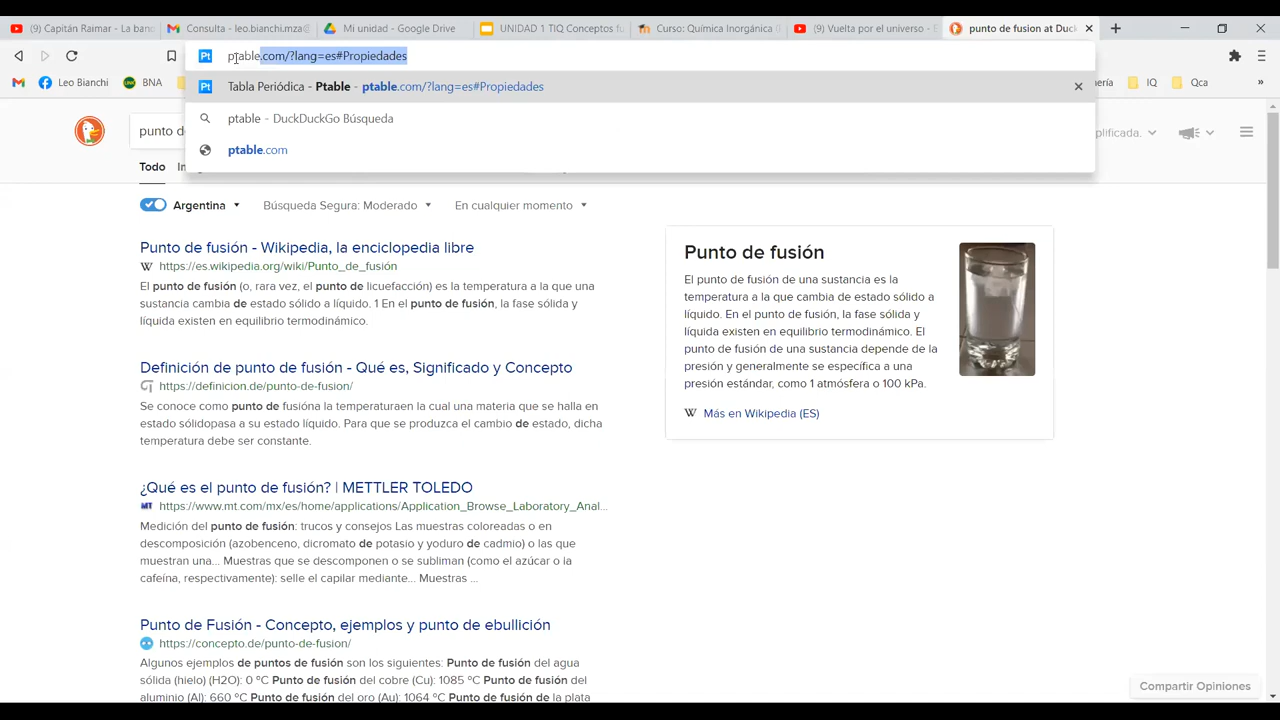 (9) Capitán Raimar - La banc
Consulta - leo.bianchi.mza@
Mi unidad - Google Drive
UNIDAD 1 TIQ Conceptos fu
Curso: Química Inorgánica (
(9) Vuelta por el universo - E
punto de fusion at Duck
ptable.com/?lang=es#Propiedades
Leo Bianchi
BNA
IQ
Qca
Tabla Periódica - Ptable - ptable.com/?lang=es#Propiedades
ptable - DuckDuckGo Búsqueda
ptable.com
punto d
plificada.
Todo
Argentina
Búsqueda Segura: Moderado
En cualquier momento
Punto de fusión - Wikipedia, la enciclopedia libre
https://es.wikipedia.org/wiki/Punto_de_fusión
El punto de fusión (o, rara vez, el punto de licuefacción) es la temperatura a la que una
sustancia cambia de estado sólido a líquido. 1 En el punto de fusión, la fase sólida y
líquida existen en equilibrio termodinámico.
Definición de punto de fusión - Qué es, Significado y Concepto
https://definicion.de/punto-de-fusion/
Se conoce como punto de fusióna la temperaturaen la cual una materia que se halla en
estado sólidopasa a su estado líquido. Para que se produzca el cambio de estado, dicha
temperatura debe ser constante.
¿Qué es el punto de fusión? | METTLER TOLEDO
https://www.mt.com/mx/es/home/applications/Application_Browse_Laboratory_Anal...
Medición del punto de fusión: trucos y consejos Las muestras coloreadas o en
descomposición (azobenceno, dicromato de potasio y yoduro de cadmio) o las que
muestran una... Muestras que se descomponen o se subliman (como el azúcar o la
cafeína, respectivamente): selle el capilar mediante... Muestras ...
Punto de Fusión - Concepto, ejemplos y punto de ebullición
https://concepto.de/punto-de-fusion/
Algunos ejemplos de puntos de fusión son los siguientes: Punto de fusión del agua
sólida (hielo) (H2O): 0 ºC Punto de fusión del cobre (Cu): 1085 ºC Punto de fusión del
aluminio (Al): 660 ºC Punto de fusión del oro (Au): 1064 ºC Punto de fusión de la plata
Punto de fusión
El punto de fusión de una sustancia es la
temperatura a la que cambia de estado sólido a
líquido. En el punto de fusión, la fase sólida y
líquida existen en equilibrio termodinámico. El
punto de fusión de una sustancia depende de la
presión y generalmente se especifica a una
presión estándar, como 1 atmósfera o 100 kPa.
Más en Wikipedia (ES)
Compartir Opiniones